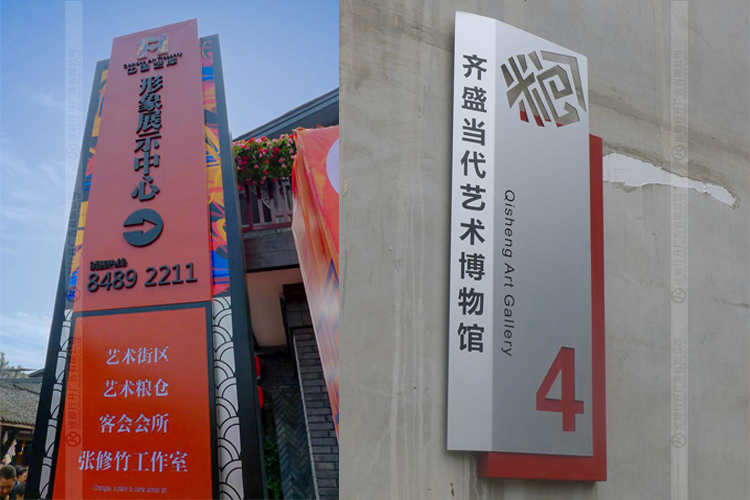 形象展示中心
8489 2211
艺术街区
艺术粮仓
客会会所
张修竹工作室
齐盛当代艺术博物馆
Qisheng Art Gallery
4